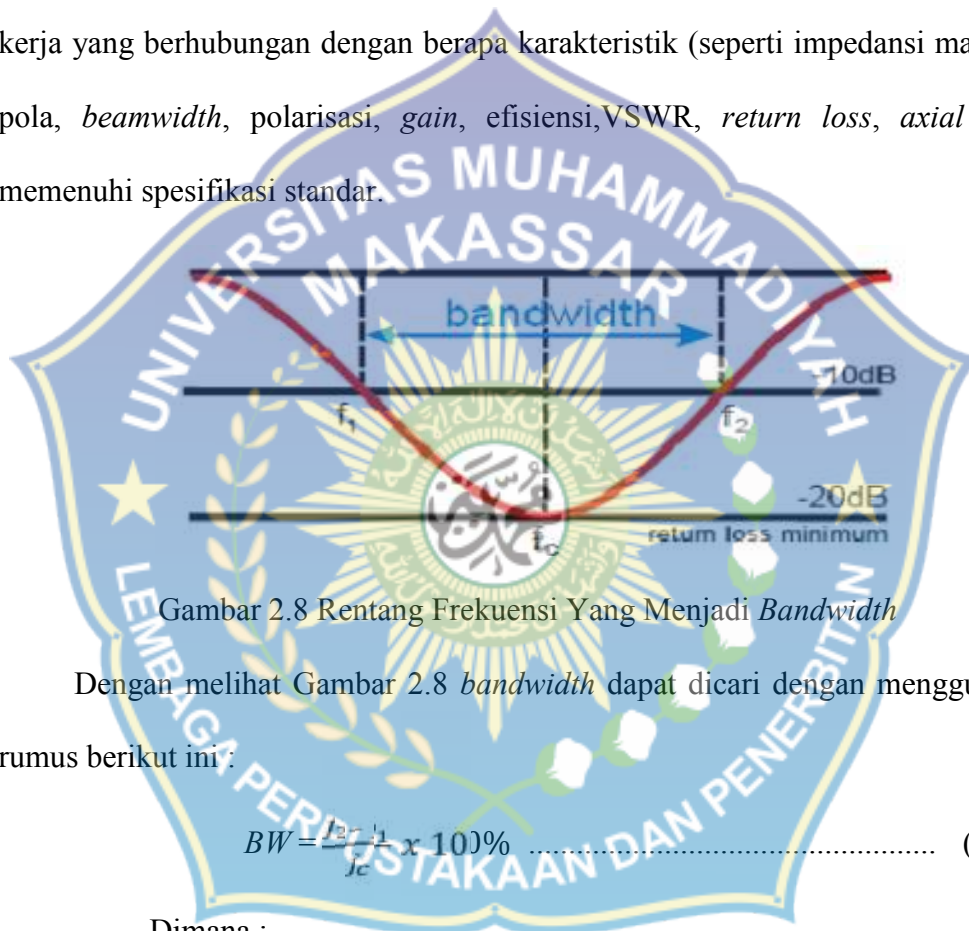 kerja yang berhubungan dengan berapa karakteristik (seperti impedansi ma
pola, beamwidth, polarisasi, gain, efisiensi,VSWR, return loss, axial
memenuhi spesifikasi standar.
UNIVERSITAS MUHAMMADIYAH
MAKASSAR
bandwidth
-10dB
f₁
f₂
-20dB
fc
return loss minimum
Gambar 2.8 Rentang Frekuensi Yang Menjadi Bandwidth
Dengan melihat Gambar 2.8 bandwidth dapat dicari dengan menggu
rumus berikut ini :
BW = f₂ - f₁ / fc x 100% ................................................ (
Dimana :
LEMBAGA PERPUSTAKAAN DAN PENERBITAN